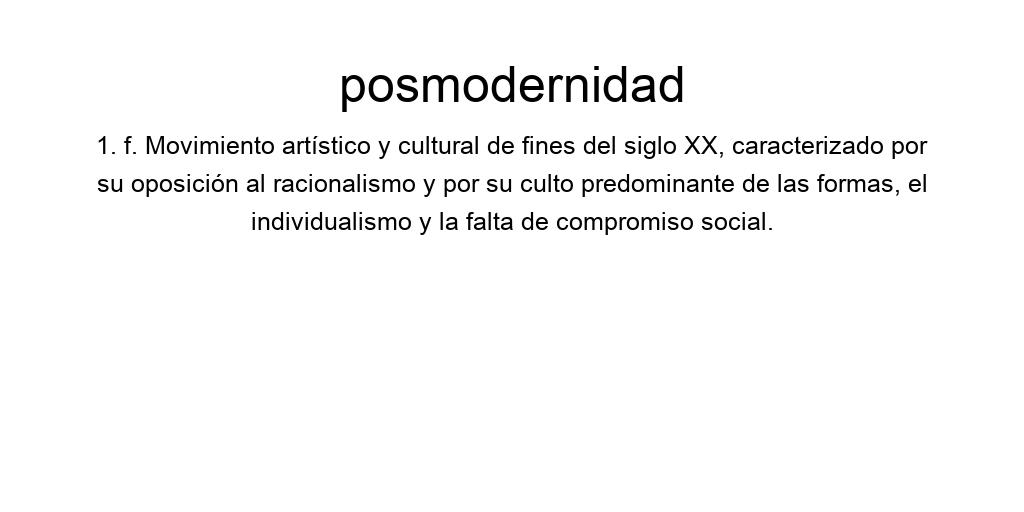 posmodernidad
1. f. Movimiento artístico y cultural de fines del siglo XX, caracterizado por
su oposición al racionalismo y por su culto predominante de las formas, el
individualismo y la falta de compromiso social.